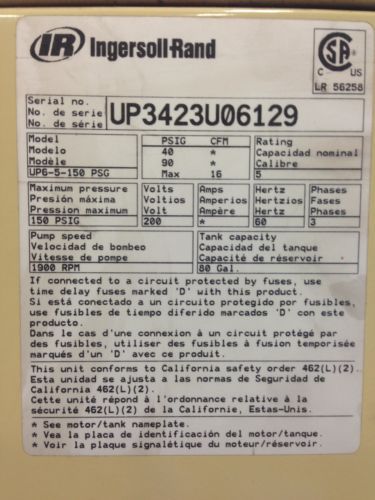 IR Ingersoll-Rand
CSA
C US
LR 56258
Serial no.
No. de serie
No. de série
UP3423U06129
Model
Modelo
Modèle
UP6-5-150 PSG
PSIG CFM
40 *
90 *
Max 16
Rating
Capacidad nominal
Calibre
5
Maximum pressure
Presión máxima
Pression maximum
150 PSIG
Volts
Voltios
Voltiot
200
Amps
Amperios
Ampère
*
Hertz
Hertzios
Hertz
60
Phases
Fases
Phases
3
Pump speed
Velocidad de bombeo
Vitesse de pompe
1900 RPM
Tank capacity
Capacidad del tanque
Capacité de réservoir
80 Gal.
If connected to a circuit protected by fuses, use
time delay fuses marked 'D' with this product.
Si está conectado a un circuito protegido por fusibles,
use fusibles de tiempo diferido marcados 'D' con este
producto.
Dans le cas d'une connexion à un circuit protégé par
des fusibles, utiliser des fusibles à fusion temporisée
marqués d'un 'D' avec ce produit.
This unit conforms to California safety order 462(L)(2).
Esta unidad se ajusta a las normas de Seguridad de
California 462(L)(2).
Cette unité répond à l'ordonnance relative à la
sécurité 462(L)(2) de la Californie, Estas-Unis.
* See motor/tank nameplate.
* Vea la placa de identificación del motor/tanque.
* Voir la plaque signalétique du moteur/réservoir.